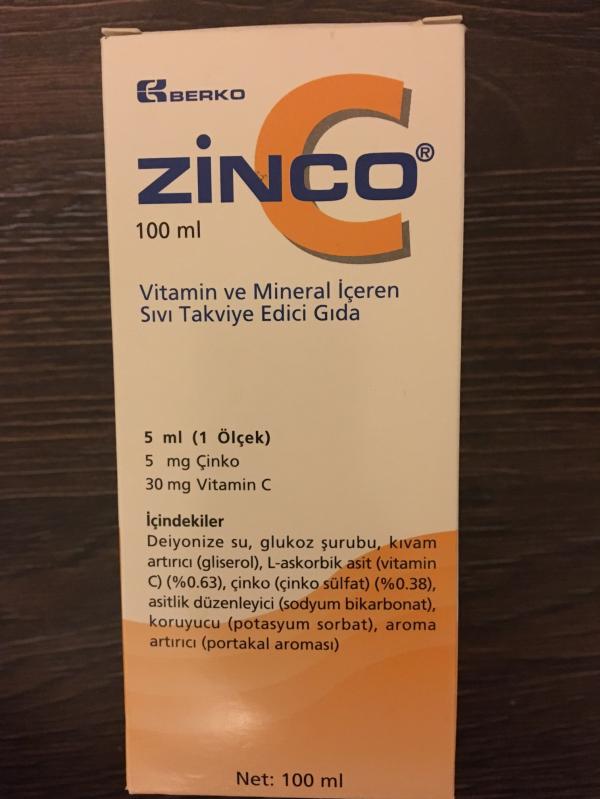 BERKO
ZiNCO® C
100 ml
Vitamin ve Mineral İçeren
Sıvı Takviye Edici Gıda
5 ml (1 Ölçek)
5 mg Çinko
30 mg Vitamin C
İçindekiler
Deiyonize su, glukoz şurubu, kıvam
artırıcı (gliserol), L-askorbik asit (vitamin
C) (%0.63), çinko (çinko sülfat) (%0.38),
asitlik düzenleyici (sodyum bikarbonat),
koruyucu (potasyum sorbat), aroma
artırıcı (portakal aroması)
Net: 100 ml